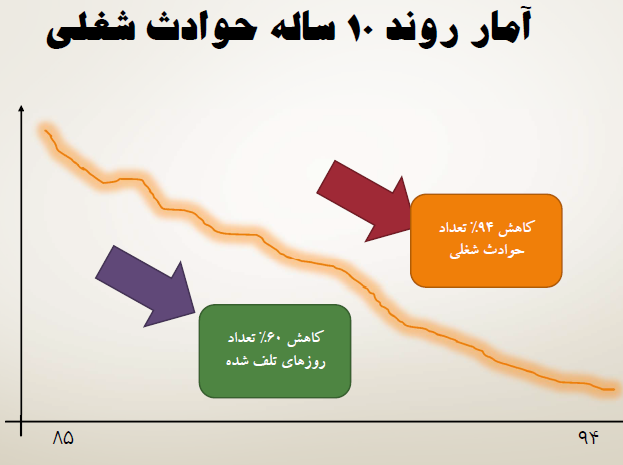 آمار روند ۱۰ ساله حوادث شغلی
کاهش ۹۴٪ تعداد
حوادث شغلی
کاهش ۶۰٪ تعداد
روزهای تلف شده
۸۵
۹۴